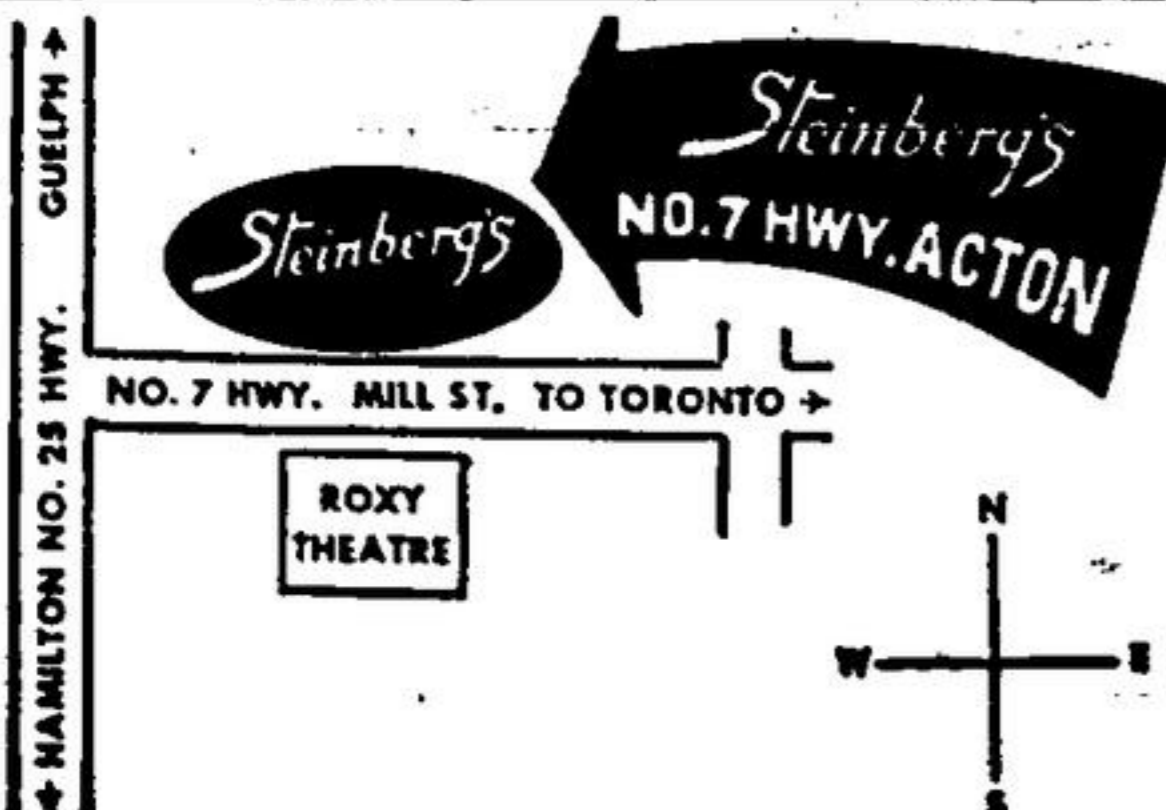 GUELPH →
← HAMILTON NO. 25 HWY.
Steinberg's
Steinberg's
NO. 7 HWY. ACTON
NO. 7 HWY. MILL ST. TO TORONTO →
ROXY
THEATRE
N
W
E
S